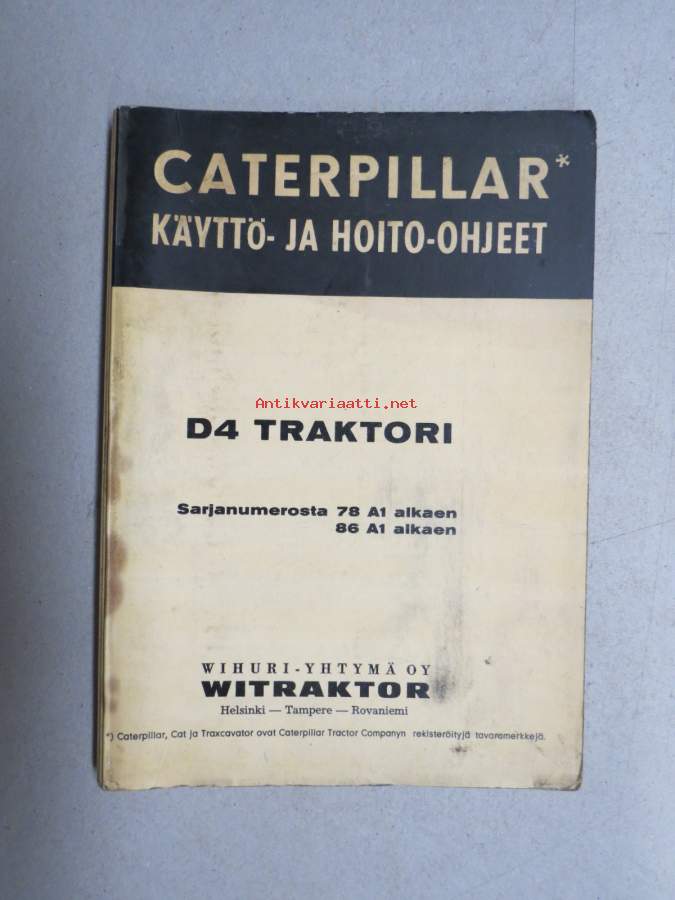 CATERPILLAR*
KÄYTTÖ- JA HOITO-OHJEET
Antikvariaatti.net
D4 TRAKTORI
Sarjanumerosta 78 A1 alkaen
86 A1 alkaen
WIHURI-YHTYMÄ OY
WITRAKTOR
Helsinki — Tampere — Rovaniemi
*) Caterpillar, Cat ja Traxcavator ovat Caterpillar Tractor Companyn rekisteröityjä tavaramerkkejä.